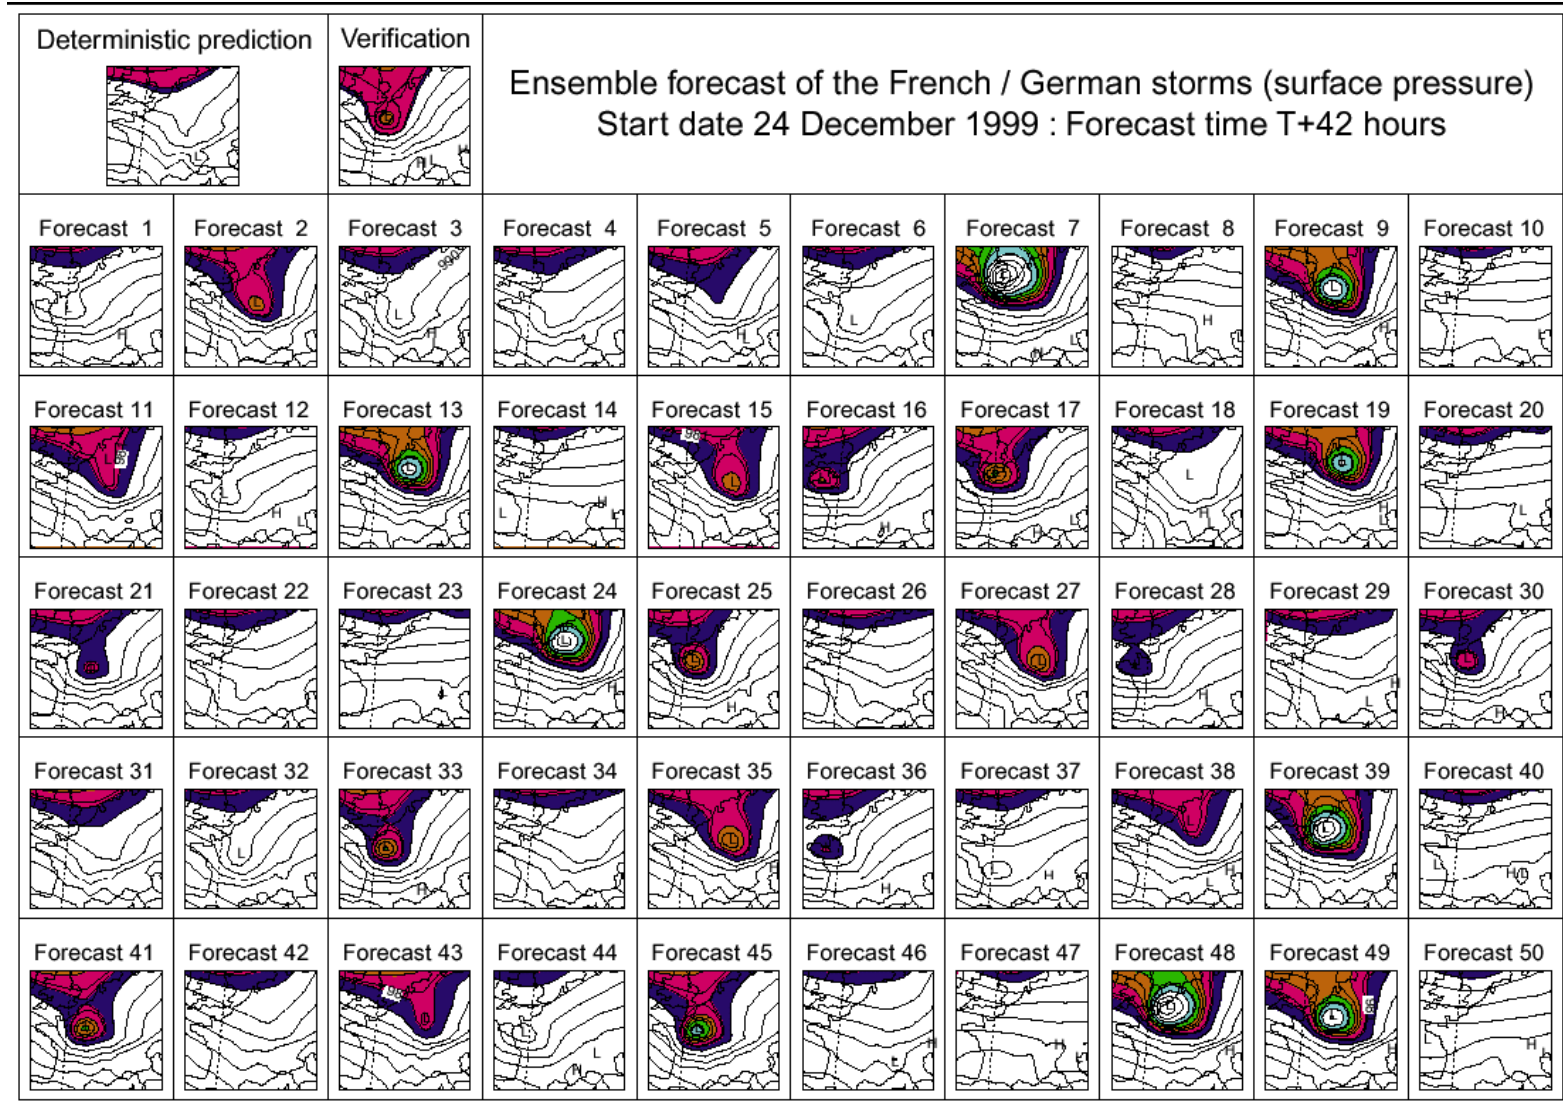 Deterministic prediction
Verification
Ensemble forecast of the French / German storms (surface pressure)
Start date 24 December 1999 : Forecast time T+42 hours
Forecast 1
Forecast 2
Forecast 3
Forecast 4
Forecast 5
Forecast 6
Forecast 7
Forecast 8
Forecast 9
Forecast 10
Forecast 11
Forecast 12
Forecast 13
Forecast 14
Forecast 15
Forecast 16
Forecast 17
Forecast 18
Forecast 19
Forecast 20
Forecast 21
Forecast 22
Forecast 23
Forecast 24
Forecast 25
Forecast 26
Forecast 27
Forecast 28
Forecast 29
Forecast 30
Forecast 31
Forecast 32
Forecast 33
Forecast 34
Forecast 35
Forecast 36
Forecast 37
Forecast 38
Forecast 39
Forecast 40
Forecast 41
Forecast 42
Forecast 43
Forecast 44
Forecast 45
Forecast 46
Forecast 47
Forecast 48
Forecast 49
Forecast 50